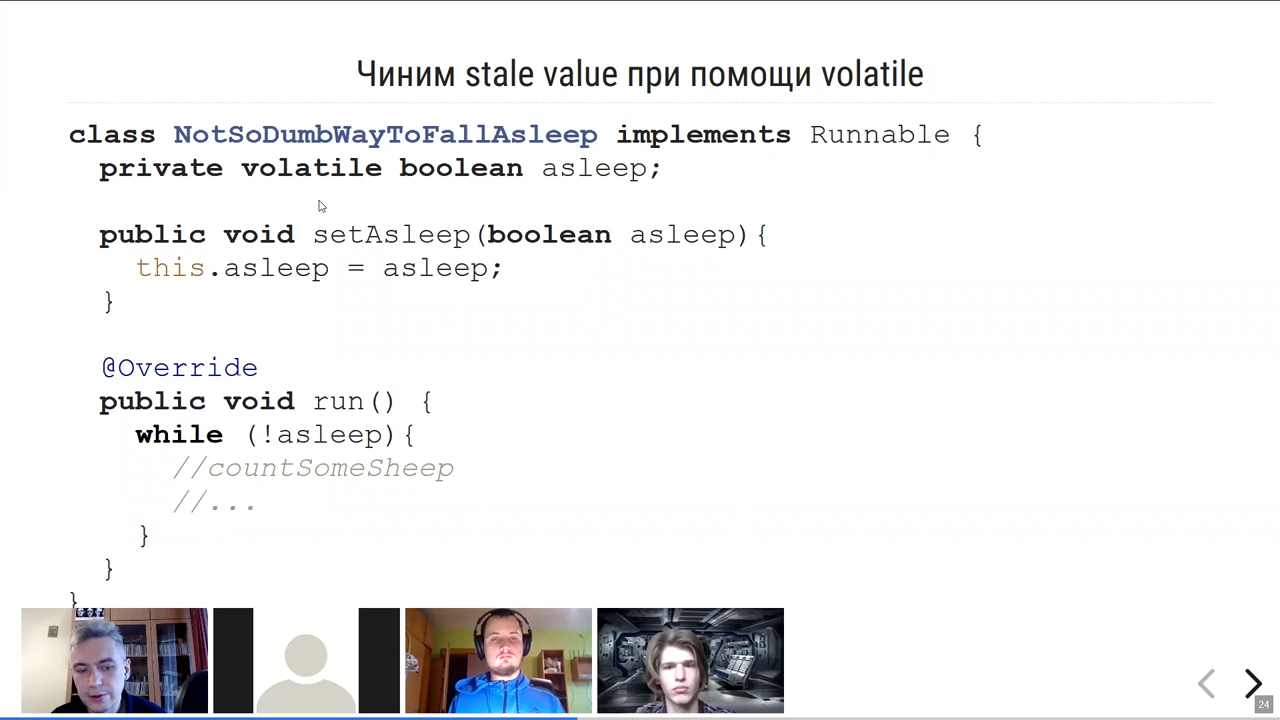 Чиним stale value при помощи volatile
class NotSoDumbWayToFallAsleep implements Runnable {
private volatile boolean asleep;
public void setAsleep(boolean asleep){
this.asleep = asleep;
}
@Override
public void run() {
while (!asleep){
//countSomeSheep
//...
}
}
}
24